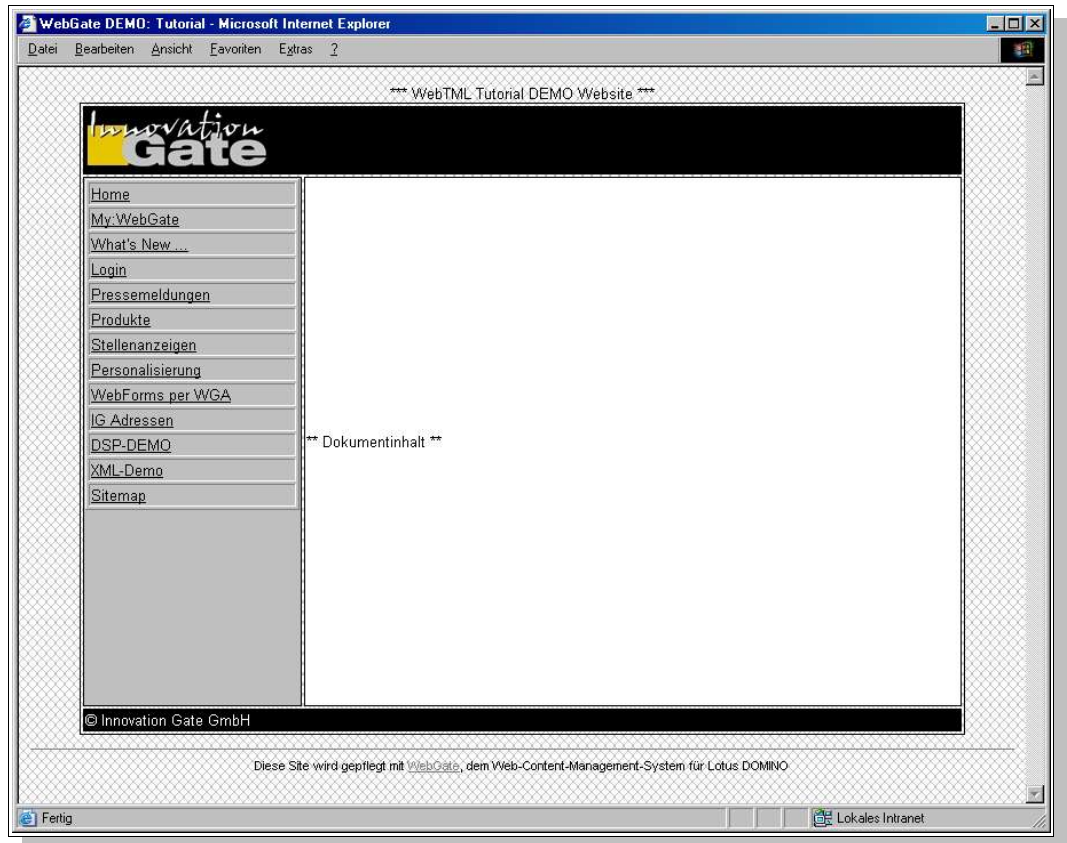 WebGate DEMO: Tutorial - Microsoft Internet Explorer
Datei Bearbeiten Ansicht Favoriten Extras ?
*** WebTML Tutorial DEMO Website ***
Innovation
Gate
Home
My:WebGate
What's New ...
Login
Pressemeldungen
Produkte
Stellenanzeigen
Personalisierung
WebForms per WGA
IG Adressen
DSP-DEMO
XML-Demo
Sitemap
** Dokumentinhalt **
© Innovation Gate GmbH
Diese Site wird gepflegt mit WebGate, dem Web-Content-Management-System für Lotus DOMINO
Fertig
Lokales Intranet